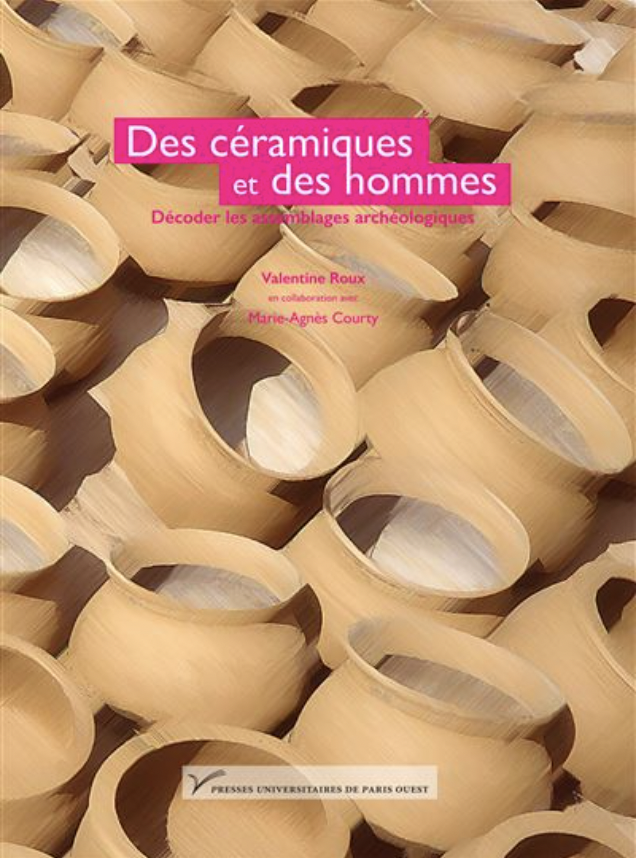 Des céramiques
et des hommes
Décoder les assemblages archéologiques
Valentine Roux
en collaboration avec
Marie-Agnès Courty
PRESSES UNIVERSITAIRES DE PARIS OUEST